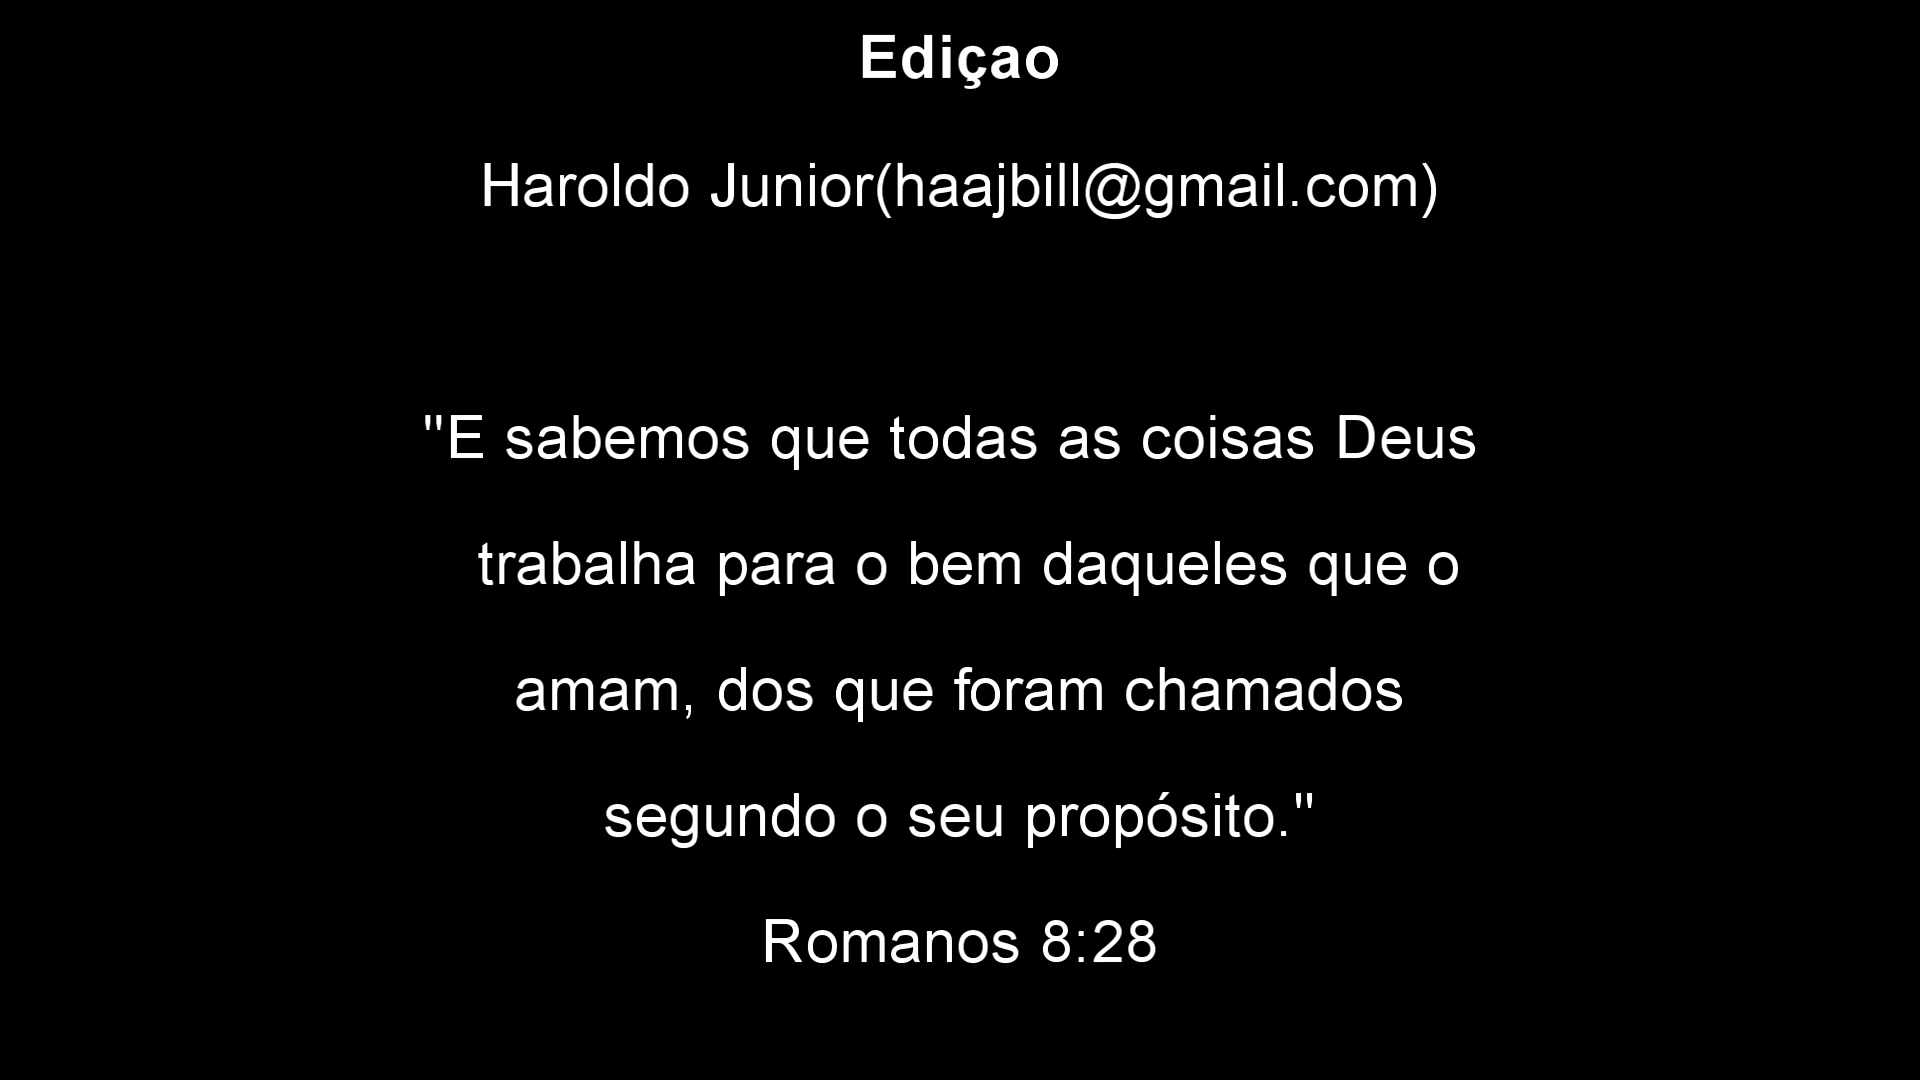 Ediçao
Haroldo Junior(haajbill@gmail.com)
"E sabemos que todas as coisas Deus
trabalha para o bem daqueles que o
amam, dos que foram chamados
segundo o seu propósito."
Romanos 8:28